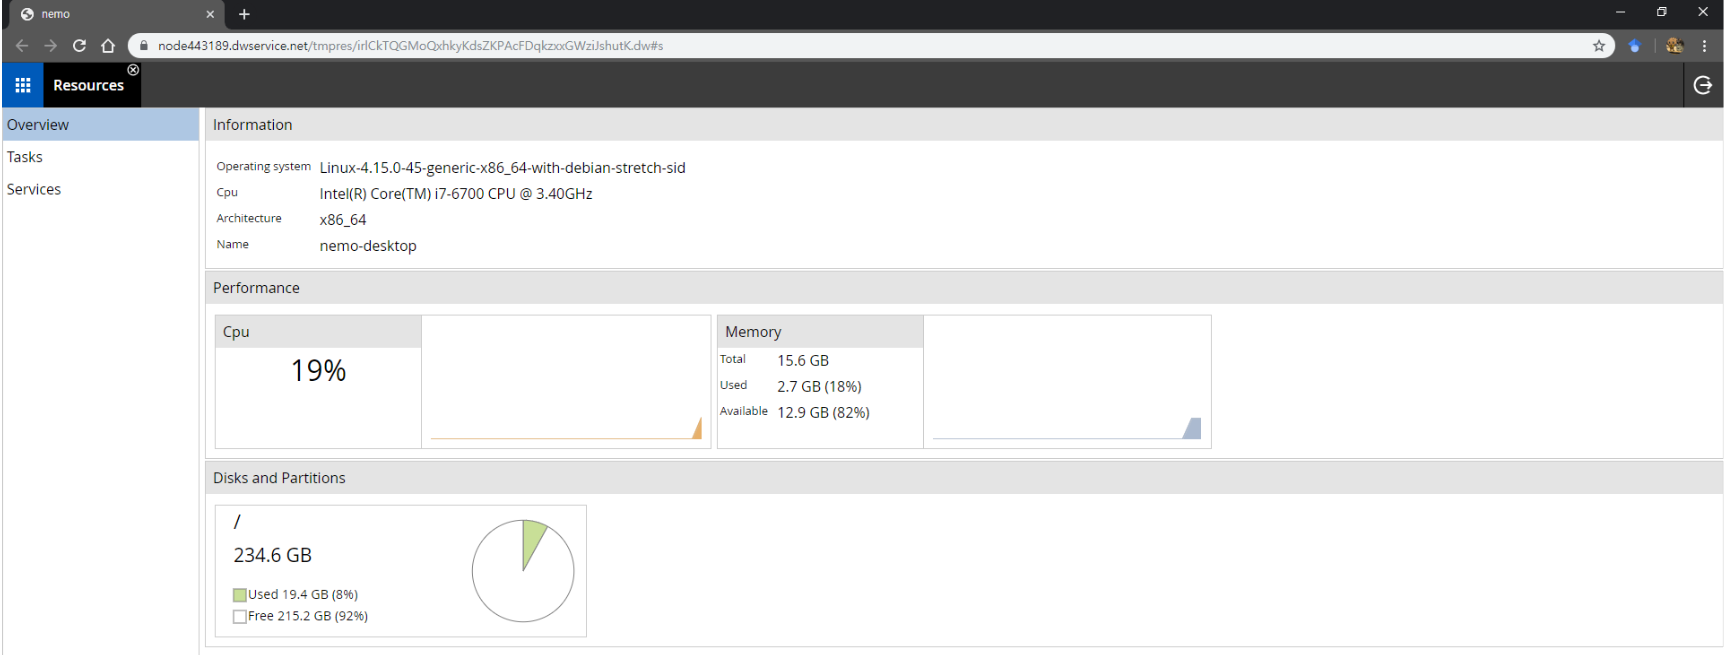 nemo
node443189.dwservice.net/tmpres/irlCkTQGMoQxhkyKdsZKPAcFDqkzxxGWziJshutK.dw#s
Resources
Overview
Tasks
Services
Information
Operating system Linux-4.15.0-45-generic-x86_64-with-debian-stretch-sid
Cpu Intel(R) Core(TM) i7-6700 CPU @ 3.40GHz
Architecture x86_64
Name nemo-desktop
Performance
Cpu
19%
Memory
Total 15.6 GB
Used 2.7 GB (18%)
Available 12.9 GB (82%)
Disks and Partitions
/
234.6 GB
Used 19.4 GB (8%)
Free 215.2 GB (92%)